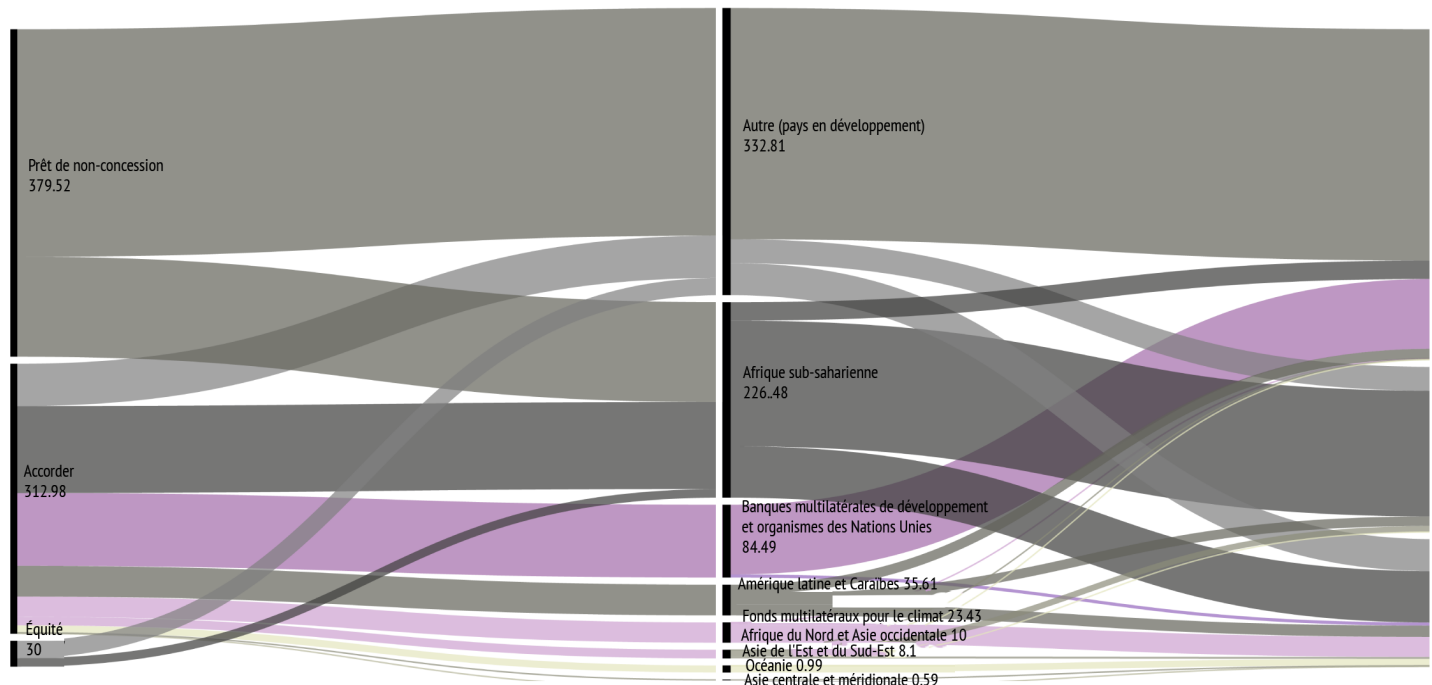 Prêt de non-concession
379.52
Accorder
312.98
Équité
30
Autre (pays en développement)
332.81
Afrique sub-saharienne
226..48
Banques multilatérales de développement
et organismes des Nations Unies
84.49
Amérique latine et Caraïbes 35.61
Fonds multilatéraux pour le climat 23.43
Afrique du Nord et Asie occidentale 10
Asie de l'Est et du Sud-Est 8.1
Océanie 0.99
Asie centrale et méridionale 0.59